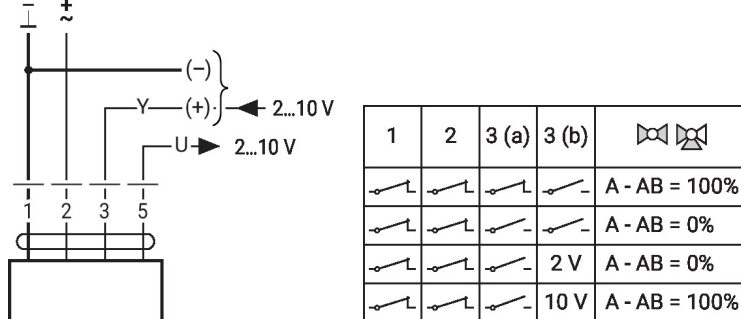 – +
⊥ ~
(–)
Y (+) 2...10 V
U 2...10 V
1 2 3 5
1 2 3 (a) 3 (b)
A - AB = 100%
A - AB = 0%
2 V A - AB = 0%
10 V A - AB = 100%